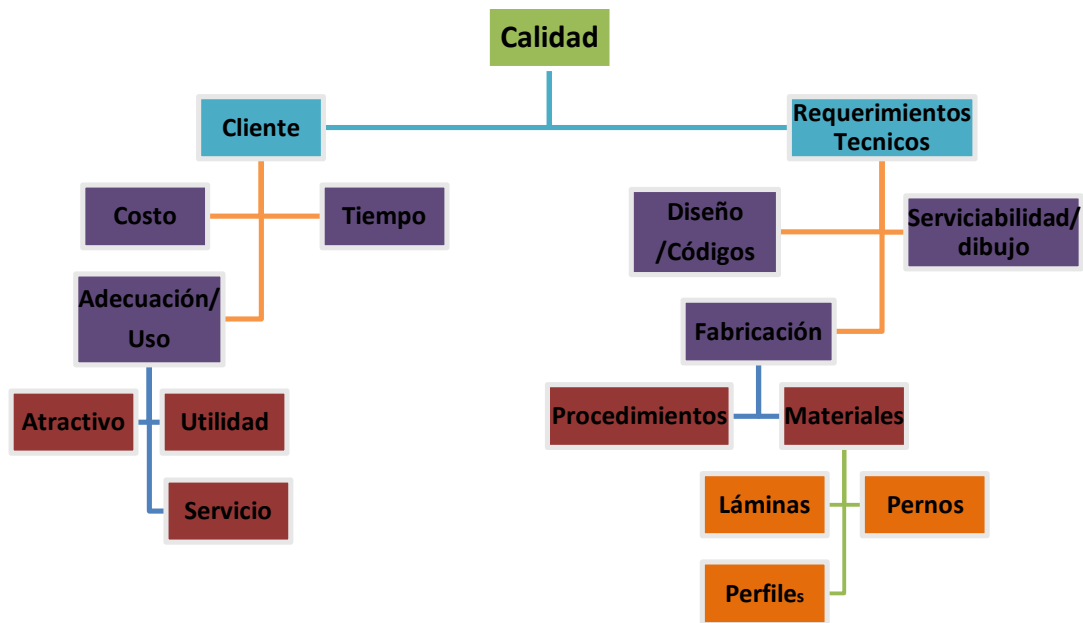 Calidad
Cliente
Requerimientos
Tecnicos
Costo
Tiempo
Diseño
/Códigos
Serviciabilidad/
dibujo
Adecuación/
Uso
Fabricación
Atractivo
Utilidad
Procedimientos
Materiales
Servicio
Láminas
Pernos
Perfiles